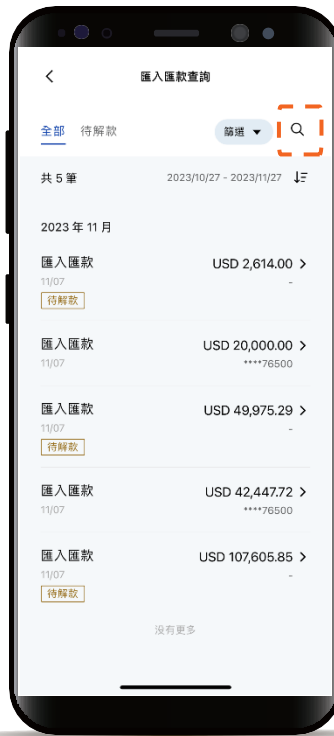 匯入匯款查詢
全部 待解款 篩選
共 5 筆 2023/10/27 - 2023/11/27
2023 年 11 月
匯入匯款 USD 2,614.00
11/07 -
待解款
匯入匯款 USD 20,000.00
11/07 ****76500
匯入匯款 USD 49,975.29
11/07 -
待解款
匯入匯款 USD 42,447.72
11/07 ****76500
匯入匯款 USD 107,605.85
11/07 -
待解款
沒有更多